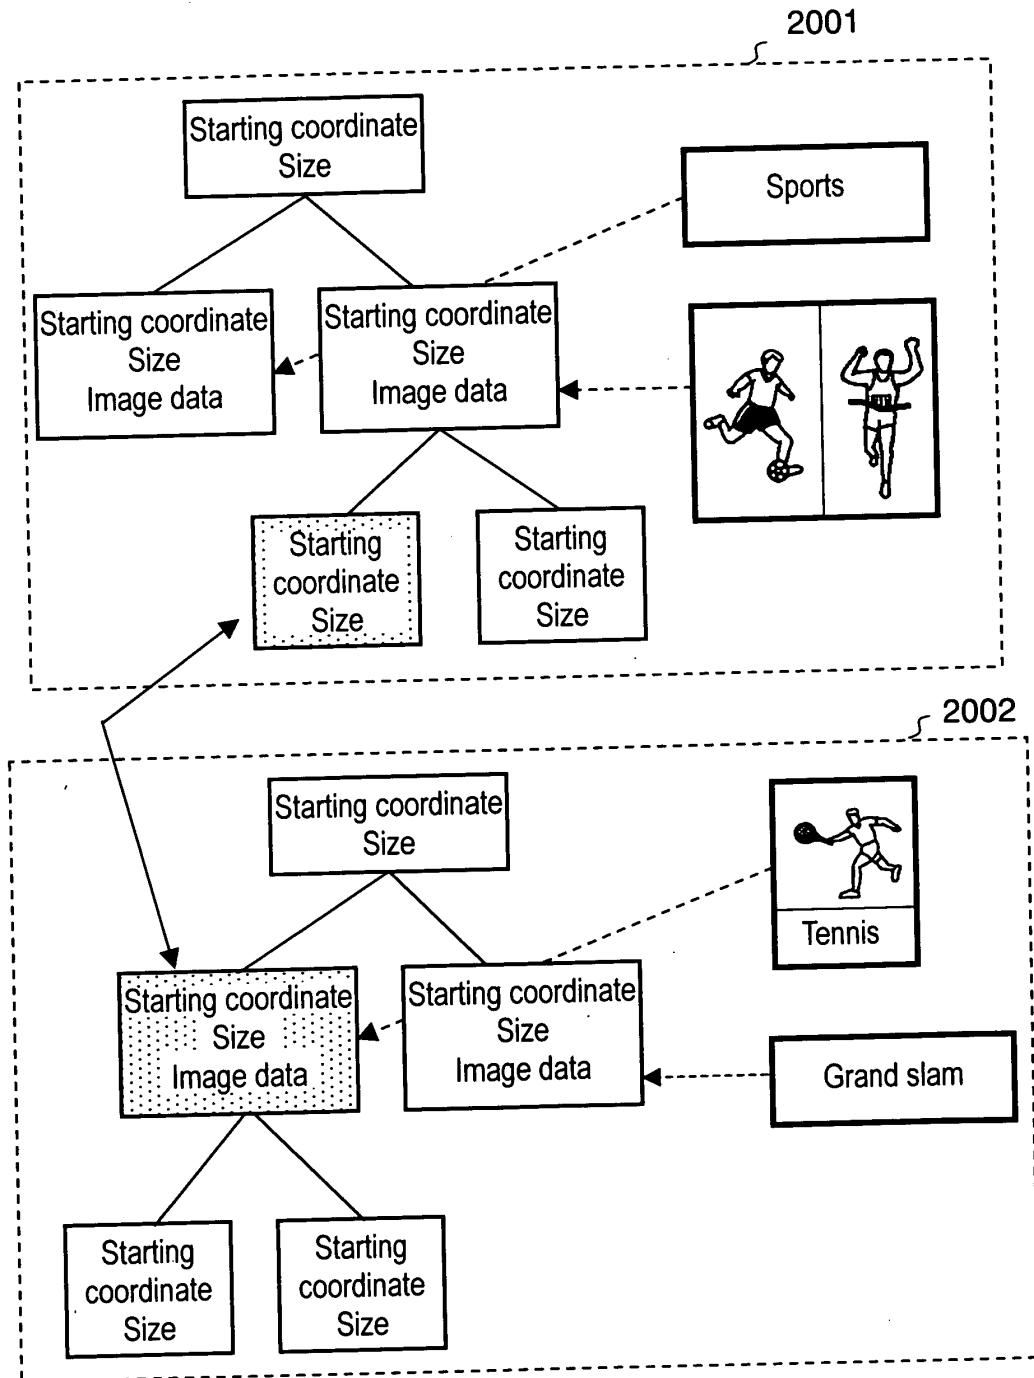 2001
Starting coordinate
Size
Sports
Starting coordinate
Size
Image data
Starting coordinate
Size
Image data
Starting
coordinate
Size
Starting
coordinate
Size
2002
Starting coordinate
Size
Tennis
Starting coordinate
Size
Image data
Starting coordinate
Size
Image data
Grand slam
Starting
coordinate
Size
Starting
coordinate
Size